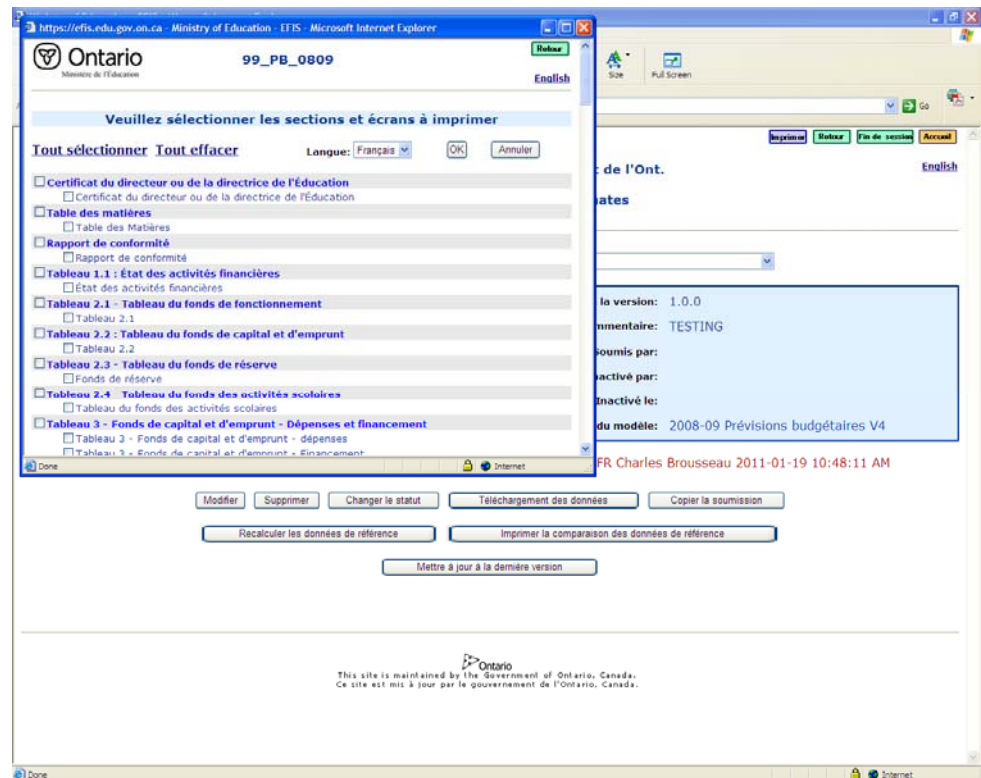 https://efis.edu.gov.on.ca - Ministry of Education - EFIS - Microsoft Internet Explorer
Ontario
Ministère de l'Éducation
99_PB_0809
Retour
English
Veuillez sélectionner les sections et écrans à imprimer
Tout sélectionner Tout effacer Langue: Français OK Annuler
Certificat du directeur ou de la directrice de l'Éducation
Certificat du directeur ou de la directrice de l'Éducation
Table des matières
Table des Matières
Rapport de conformité
Rapport de conformité
Tableau 1.1 : État des activités financières
État des activités financières
Tableau 2.1 - Tableau du fonds de fonctionnement
Tableau 2.1
Tableau 2.2 : Tableau du fonds de capital et d'emprunt
Tableau 2.2
Tableau 2.3 - Tableau du fonds de réserve
Fonds de réserve
Tableau 2.4 Tableau du fonds des activités scolaires
Tableau du fonds des activités scolaires
Tableau 3 - Fonds de capital et d'emprunt - Dépenses et financement
Tableau 3 - Fonds de capital et d'emprunt - dépenses
Tableau 3 - Fonds de capital et d'emprunt - Financement
Done Internet
Size Full Screen
Go
Imprimer Retour Fin de session Accueil
de l'Ont. English
ates
la version: 1.0.0
mmentaire: TESTING
oumis par:
activé par:
Inactivé le:
du modèle: 2008-09 Prévisions budgétaires V4
FR Charles Brousseau 2011-01-19 10:48:11 AM
Modifier Supprimer Changer le statut Téléchargement des données Copier la soumission
Recalculer les données de référence Imprimer la comparaison des données de référence
Mettre à jour à la dernière version
Ontario
This site is maintained by the Government of Ontario, Canada.
Ce site est mis à jour par le gouvernement de l'Ontario, Canada.
Done Internet